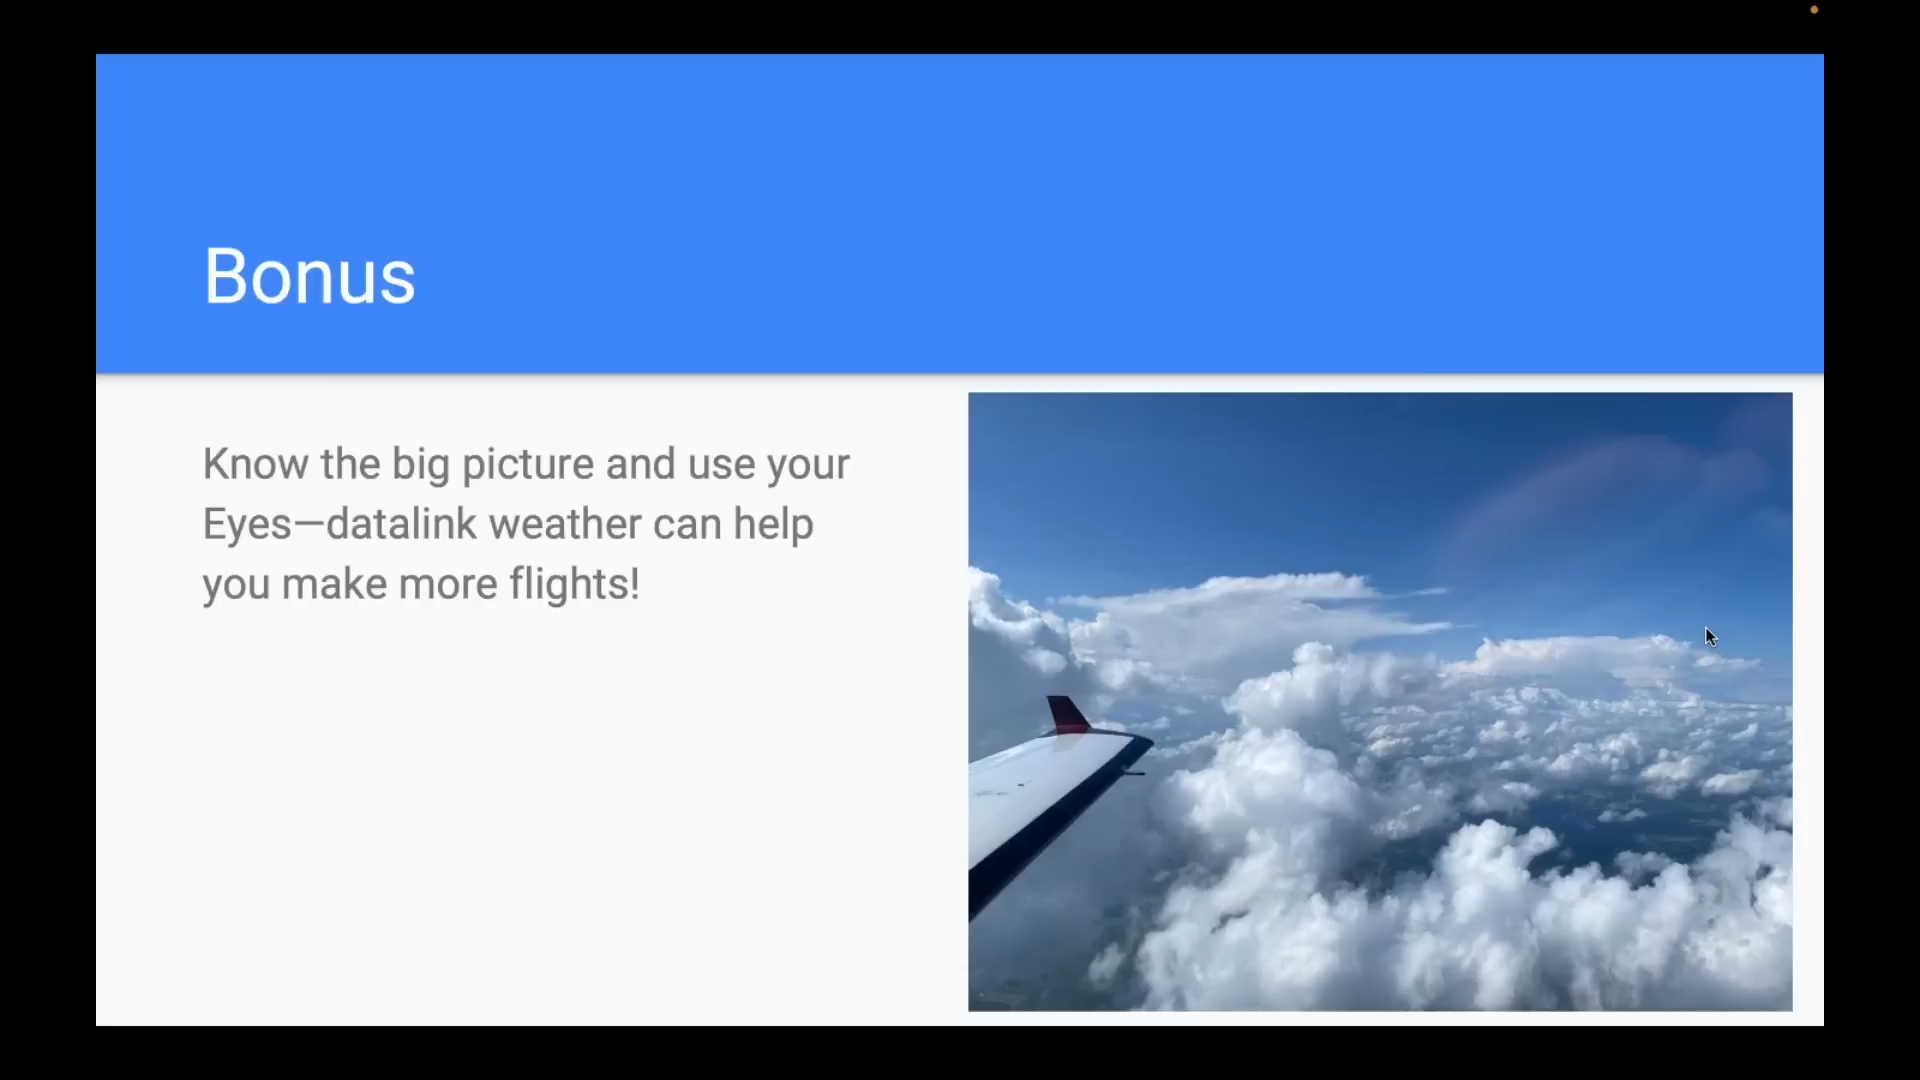 Bonus
Know the big picture and use your
Eyes—datalink weather can help
you make more flights!